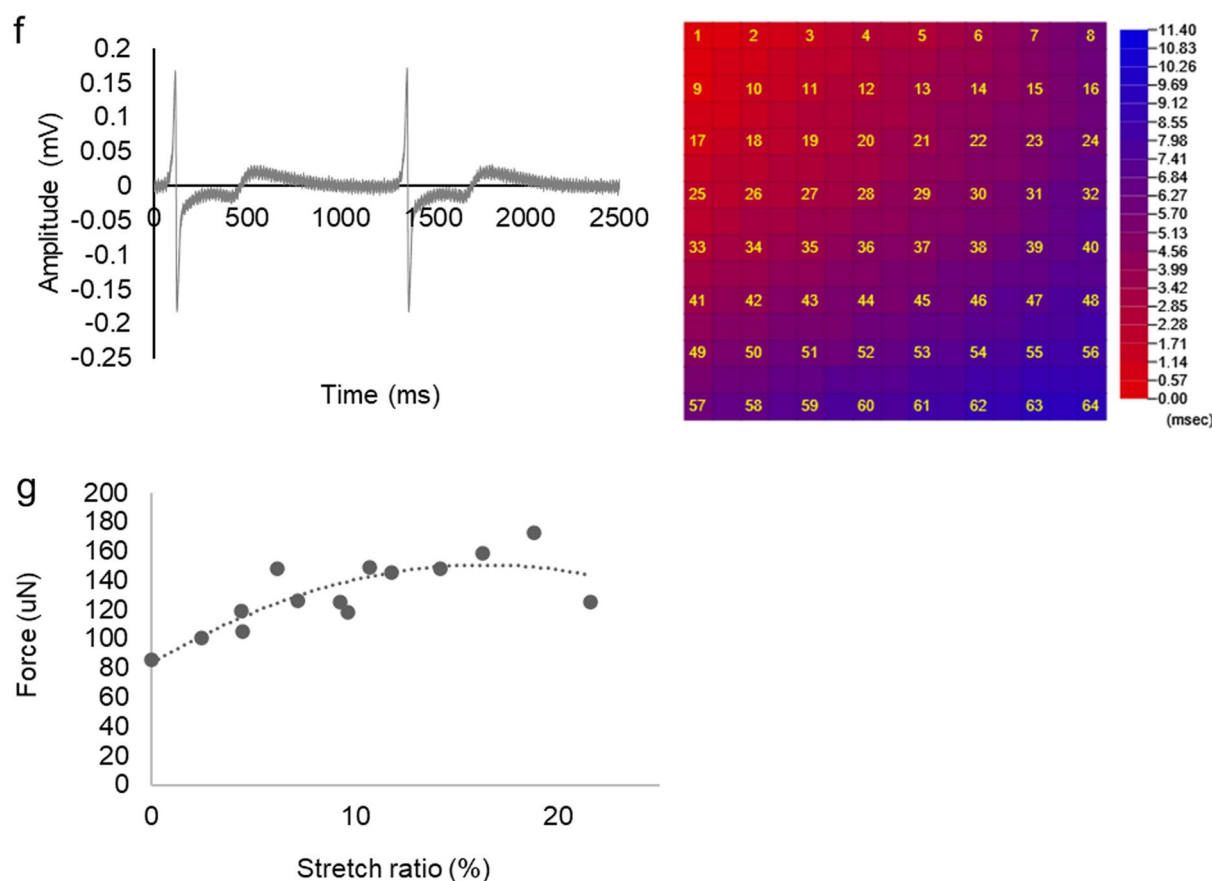 f
0.2
0.15
0.1
0.05
0
-0.05
-0.1
-0.15
-0.2
-0.25
Amplitude (mV)
0 500 1000 1500 2000 2500
Time (ms)
1 2 3 4 5 6 7 8
9 10 11 12 13 14 15 16
17 18 19 20 21 22 23 24
25 26 27 28 29 30 31 32
33 34 35 36 37 38 39 40
41 42 43 44 45 46 47 48
49 50 51 52 53 54 55 56
57 58 59 60 61 62 63 64
11.40
10.83
10.26
9.69
9.12
8.55
7.98
7.41
6.84
6.27
5.70
5.13
4.56
3.99
3.42
2.85
2.28
1.71
1.14
0.57
0.00
(msec)
g
200
180
160
140
120
100
80
60
40
20
0
Force (uN)
0 10 20
Stretch ratio (%)